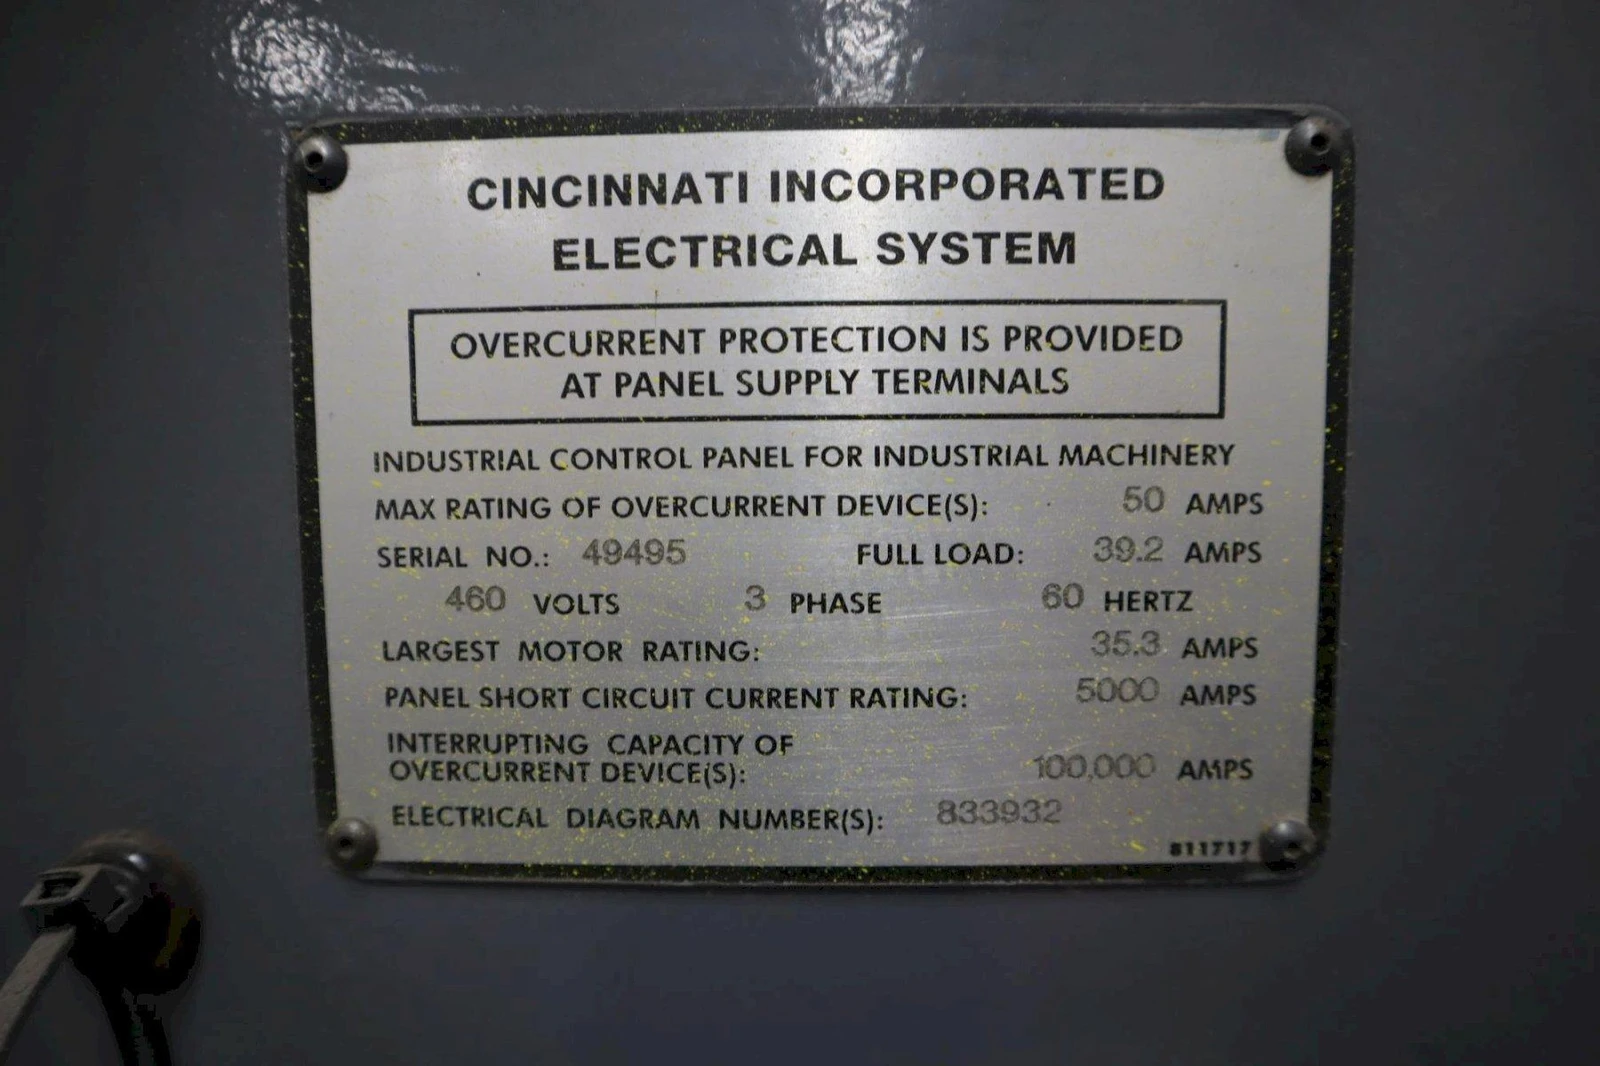 CINCINNATI INCORPORATED
ELECTRICAL SYSTEM
OVERCURRENT PROTECTION IS PROVIDED
AT PANEL SUPPLY TERMINALS
INDUSTRIAL CONTROL PANEL FOR INDUSTRIAL MACHINERY
MAX RATING OF OVERCURRENT DEVICE(S): 50 AMPS
SERIAL NO.: 49495 FULL LOAD: 39.2 AMPS
460 VOLTS 3 PHASE 60 HERTZ
LARGEST MOTOR RATING: 35.3 AMPS
PANEL SHORT CIRCUIT CURRENT RATING: 5000 AMPS
INTERRUPTING CAPACITY OF
OVERCURRENT DEVICE(S): 100,000 AMPS
ELECTRICAL DIAGRAM NUMBER(S): 833932
811717